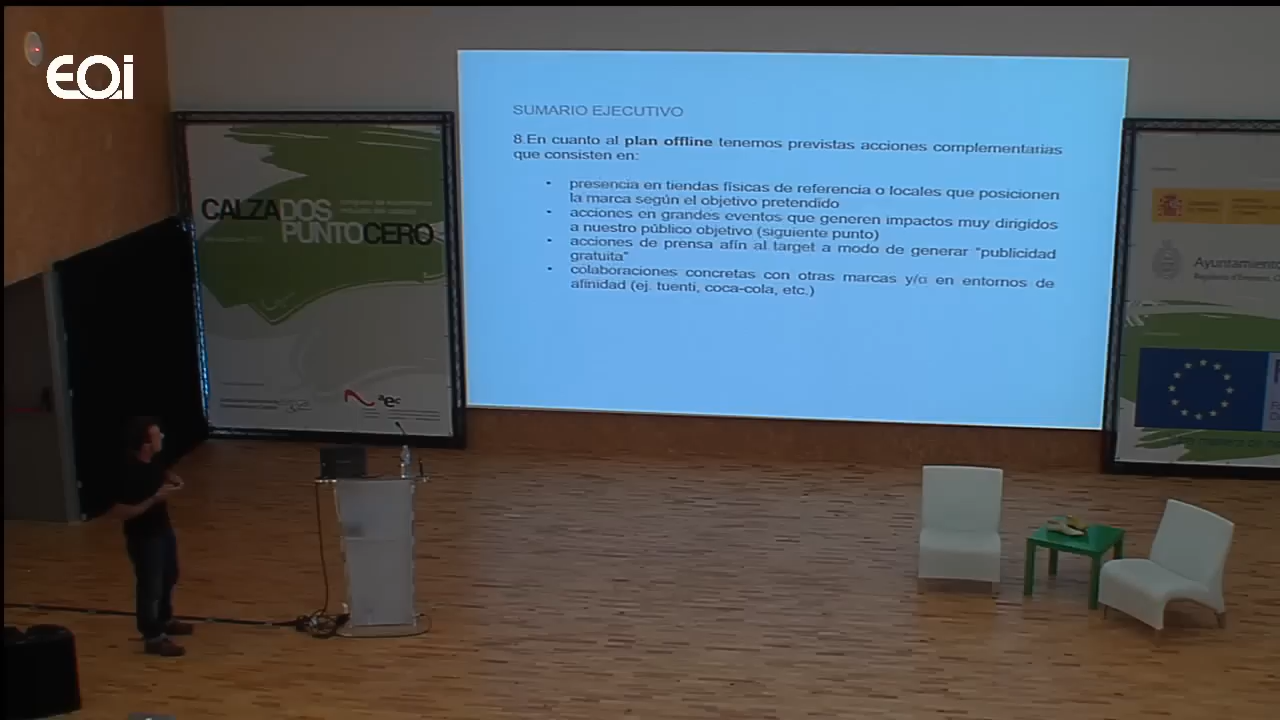 EOi
SUMARIO EJECUTIVO
8.En cuanto al plan offline tenemos previstas acciones complementarias
que consisten en:
• presencia en tiendas físicas de referencia o locales que posicionen
la marca según el objetivo pretendido
• acciones en grandes eventos que generen impactos muy dirigidos
a nuestro público objetivo (siguiente punto)
• acciones de prensa afín al target a modo de generar “publicidad
gratuita”
• colaboraciones concretas con otras marcas y/o en entornos de
afinidad (ej. tuenti, coca-cola, etc.)
CALZADOS
PUNTOCERO
aec
Ayuntamiento